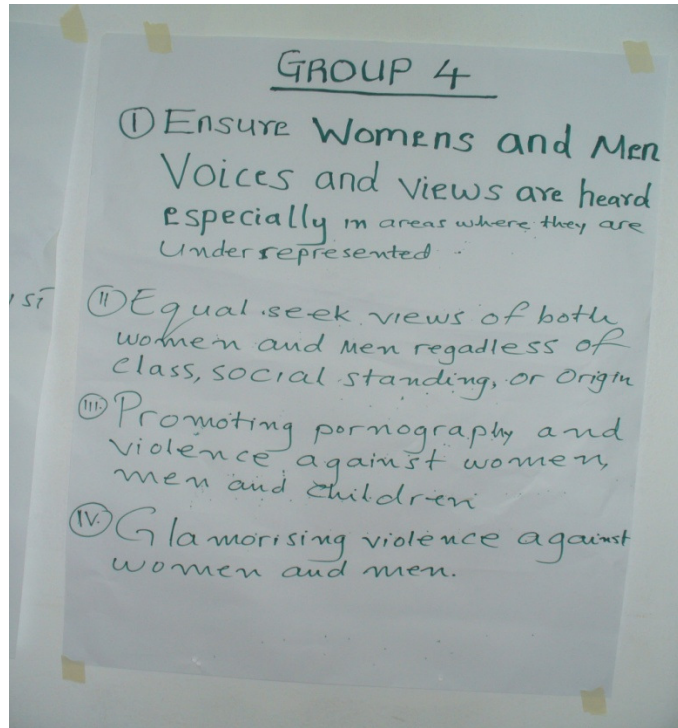 GROUP 4
I Ensure Womens and Men
Voices and views are heard
especially in areas where they are
Underrepresented.
II Equal seek views of both
women and Men regadless of
Class, social standing, or Origin
III. Promoting pornography and
violence against women,
men and children
IV. Glamorising violence against
women and men.